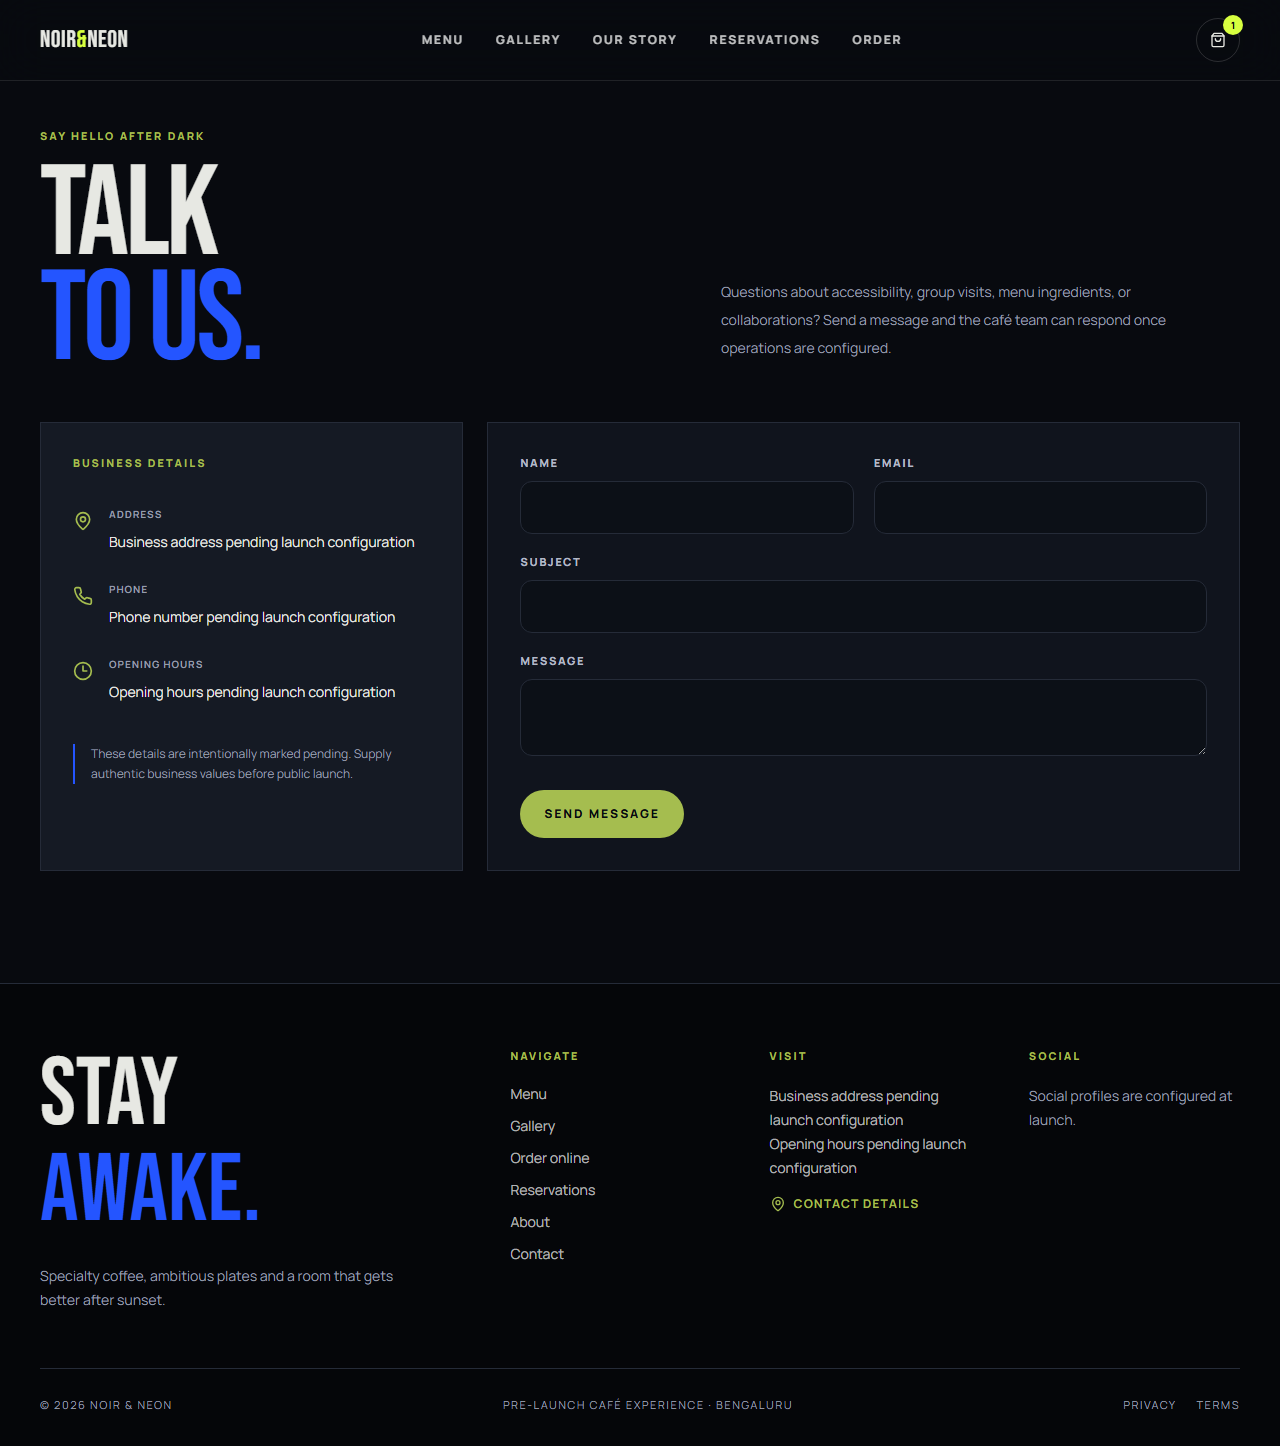 NOIR&NEON
MENU
GALLERY
OUR STORY
RESERVATIONS
ORDER
1
SAY HELLO AFTER DARK
TALK
TO US.
Questions about accessibility, group visits, menu ingredients, or
collaborations? Send a message and the café team can respond once
operations are configured.
BUSINESS DETAILS
ADDRESS
Business address pending launch configuration
PHONE
Phone number pending launch configuration
OPENING HOURS
Opening hours pending launch configuration
These details are intentionally marked pending. Supply
authentic business values before public launch.
NAME
EMAIL
SUBJECT
MESSAGE
SEND MESSAGE
STAY
AWAKE.
Specialty coffee, ambitious plates and a room that gets
better after sunset.
NAVIGATE
Menu
Gallery
Order online
Reservations
About
Contact
VISIT
Business address pending
launch configuration
Opening hours pending launch
configuration
CONTACT DETAILS
SOCIAL
Social profiles are configured at
launch.
© 2026 NOIR & NEON
PRE-LAUNCH CAFÉ EXPERIENCE · BENGALURU
PRIVACY
TERMS